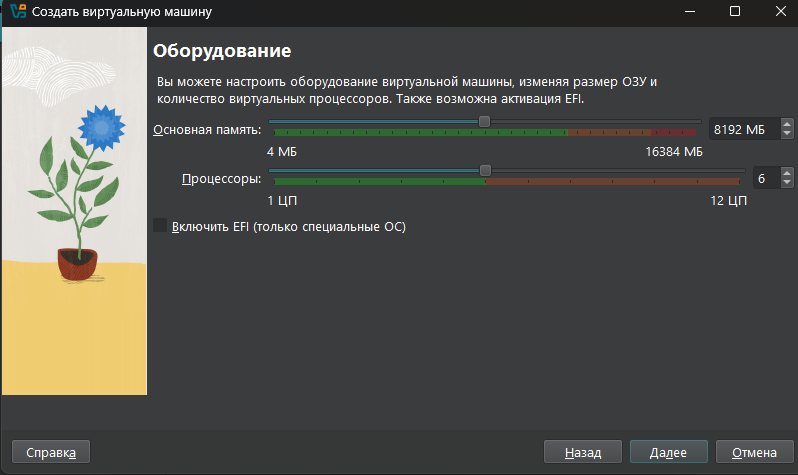 Создать виртуальную машину
Оборудование
Вы можете настроить оборудование виртуальной машины, изменяя размер ОЗУ и
количество виртуальных процессоров. Также возможна активация EFI.
Основная память: 8192 МБ
4 МБ 16384 МБ
Процессоры: 6
1 ЦП 12 ЦП
Включить EFI (только специальные ОС)
Справка Назад Далее Отмена